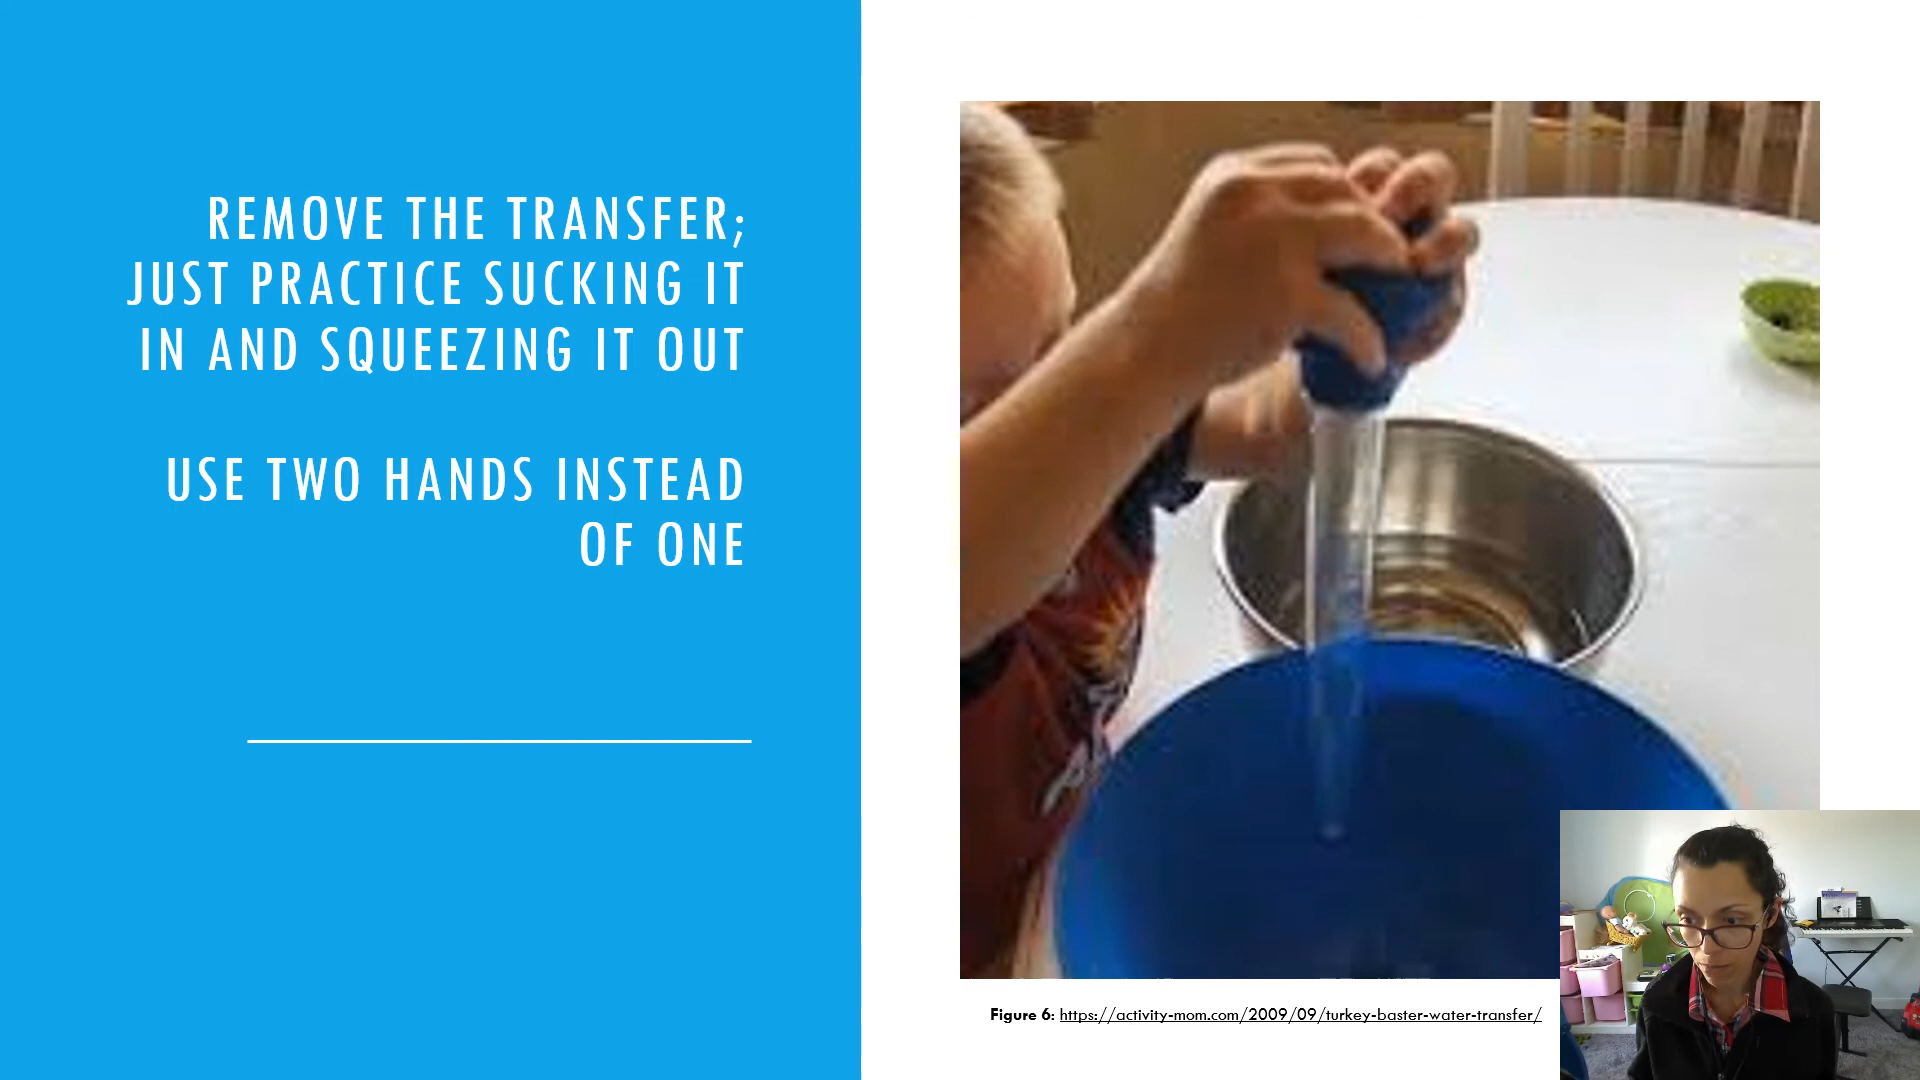 REMOVE THE TRANSFER;
JUST PRACTICE SUCKING IT
IN AND SQUEEZING IT OUT
USE TWO HANDS INSTEAD
OF ONE
Figure 6: https://activity-mom.com/2009/09/turkey-baster-water-transfer/